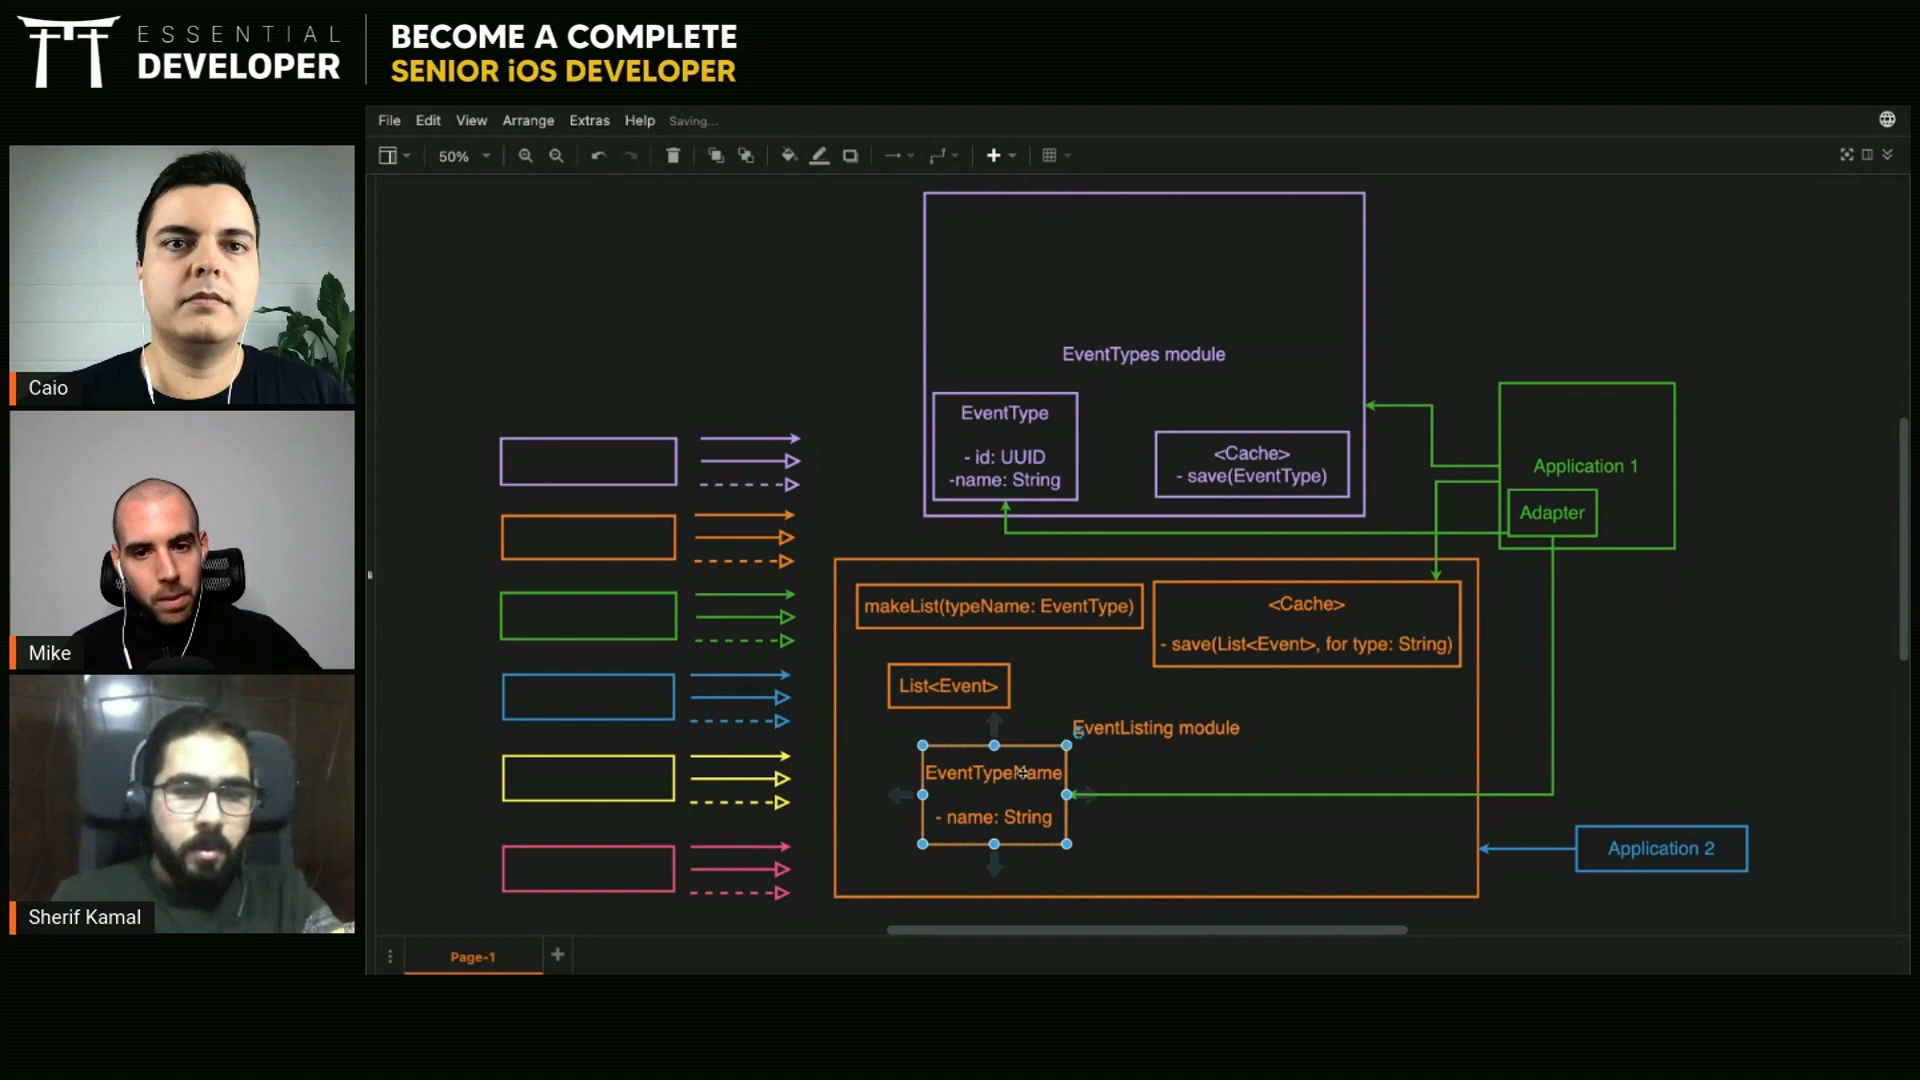 ESSENTIAL
DEVELOPER
BECOME A COMPLETE
SENIOR iOS DEVELOPER
File Edit View Arrange Extras Help Saving...
50%
Caio
Mike
Sherif Kamal
EventTypes module
EventType
- id: UUID
-name: String
<Cache>
- save(EventType)
Application 1
Adapter
makeList(typeName: EventType)
<Cache>
- save(List<Event>, for type: String)
List<Event>
EventListing module
EventTypeName
- name: String
Application 2
Page-1